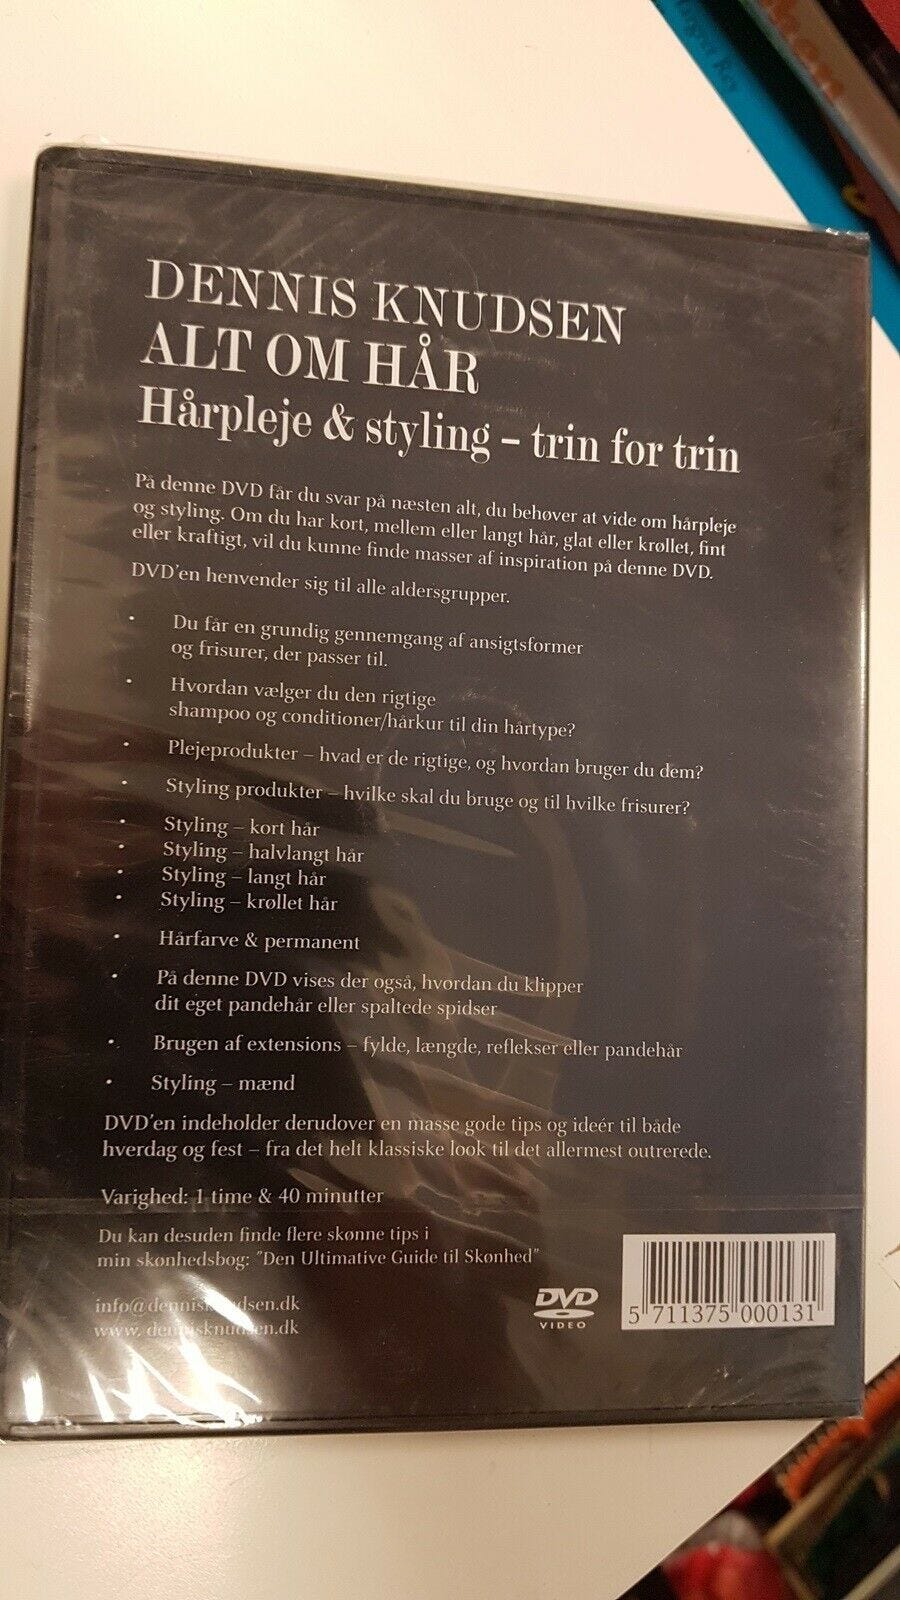 DENNIS KNUDSEN
ALT OM HÅR
Hårpleje & styling – trin for trin
På denne DVD får du svar på næsten alt, du behøver at vide om hårpleje
og styling. Om du har kort, mellem eller langt hår, glat eller krøllet, fint
eller kraftigt, vil du kunne finde masser af inspiration på denne DVD.
DVD'en henvender sig til alle aldersgrupper.
• Du får en grundig gennemgang af ansigtsformer
og frisurer, der passer til.
• Hvordan vælger du den rigtige
shampoo og conditioner/hårkur til din hårtype?
• Plejeprodukter – hvad er de rigtige, og hvordan bruger du dem?
• Styling produkter – hvilke skal du bruge og til hvilke frisurer?
• Styling – kort hår
• Styling – halvlangt hår
• Styling – langt hår
• Styling – krøllet hår
• Hårfarve & permanent
• På denne DVD vises der også, hvordan du klipper
dit eget pandehår eller spaltede spidser
• Brugen af extensions – fylde, længde, reflekser eller pandehår
• Styling – mænd
DVD'en indeholder derudover en masse gode tips og ideér til både
hverdag og fest – fra det helt klassiske look til det allermest outrerede.
Varighed: 1 time & 40 minutter
Du kan desuden finde flere skønne tips i
min skønhedsbog: "Den Ultimative Guide til Skønhed"
info@dennisknudsen.dk
www.dennisknudsen.dk
DVD
VIDEO
5 711375 000131